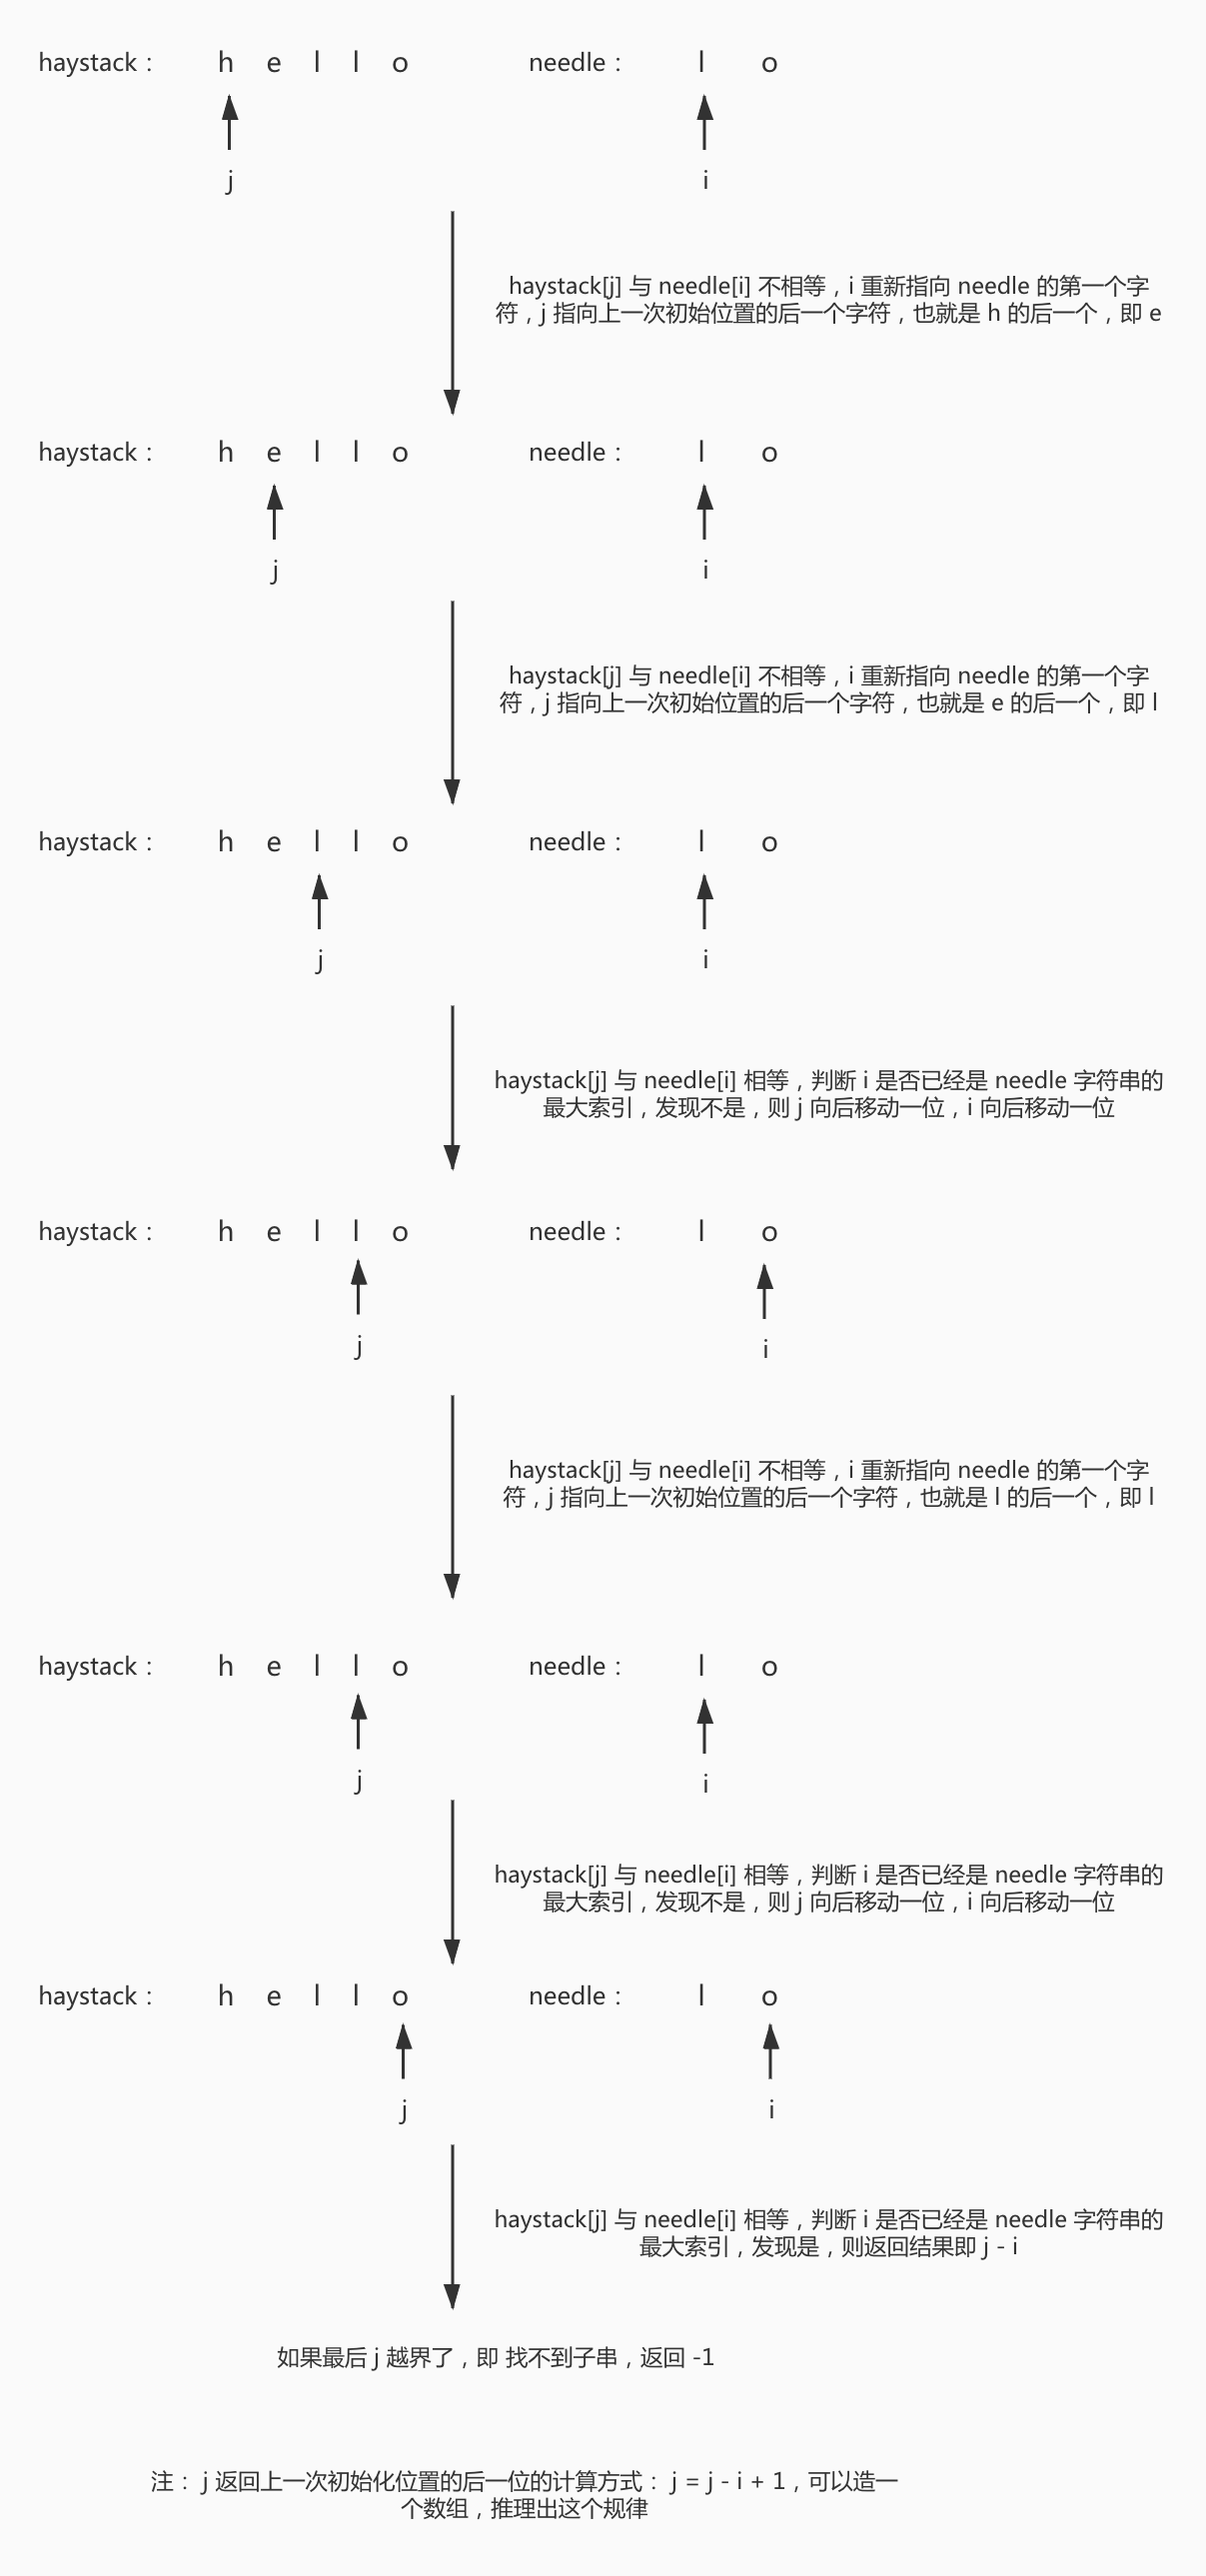 haystack： h e l l o needle： l o
j i
haystack[j] 与 needle[i] 不相等，i 重新指向 needle 的第一个字
符，j 指向上一次初始位置的后一个字符，也就是 h 的后一个，即 e
haystack： h e l l o needle： l o
j i
haystack[j] 与 needle[i] 不相等，i 重新指向 needle 的第一个字
符，j 指向上一次初始位置的后一个字符，也就是 e 的后一个，即 l
haystack： h e l l o needle： l o
j i
haystack[j] 与 needle[i] 相等，判断 i 是否已经是 needle 字符串的
最大索引，发现不是，则 j 向后移动一位，i 向后移动一位
haystack： h e l l o needle： l o
j i
haystack[j] 与 needle[i] 不相等，i 重新指向 needle 的第一个字
符，j 指向上一次初始位置的后一个字符，也就是 l 的后一个，即 l
haystack： h e l l o needle： l o
j i
haystack[j] 与 needle[i] 相等，判断 i 是否已经是 needle 字符串的
最大索引，发现不是，则 j 向后移动一位，i 向后移动一位
haystack： h e l l o needle： l o
j i
haystack[j] 与 needle[i] 相等，判断 i 是否已经是 needle 字符串的
最大索引，发现是，则返回结果即 j - i
如果最后 j 越界了，即 找不到子串，返回 -1
注： j 返回上一次初始化位置的后一位的计算方式： j = j - i + 1，可以造一
个数组，推理出这个规律